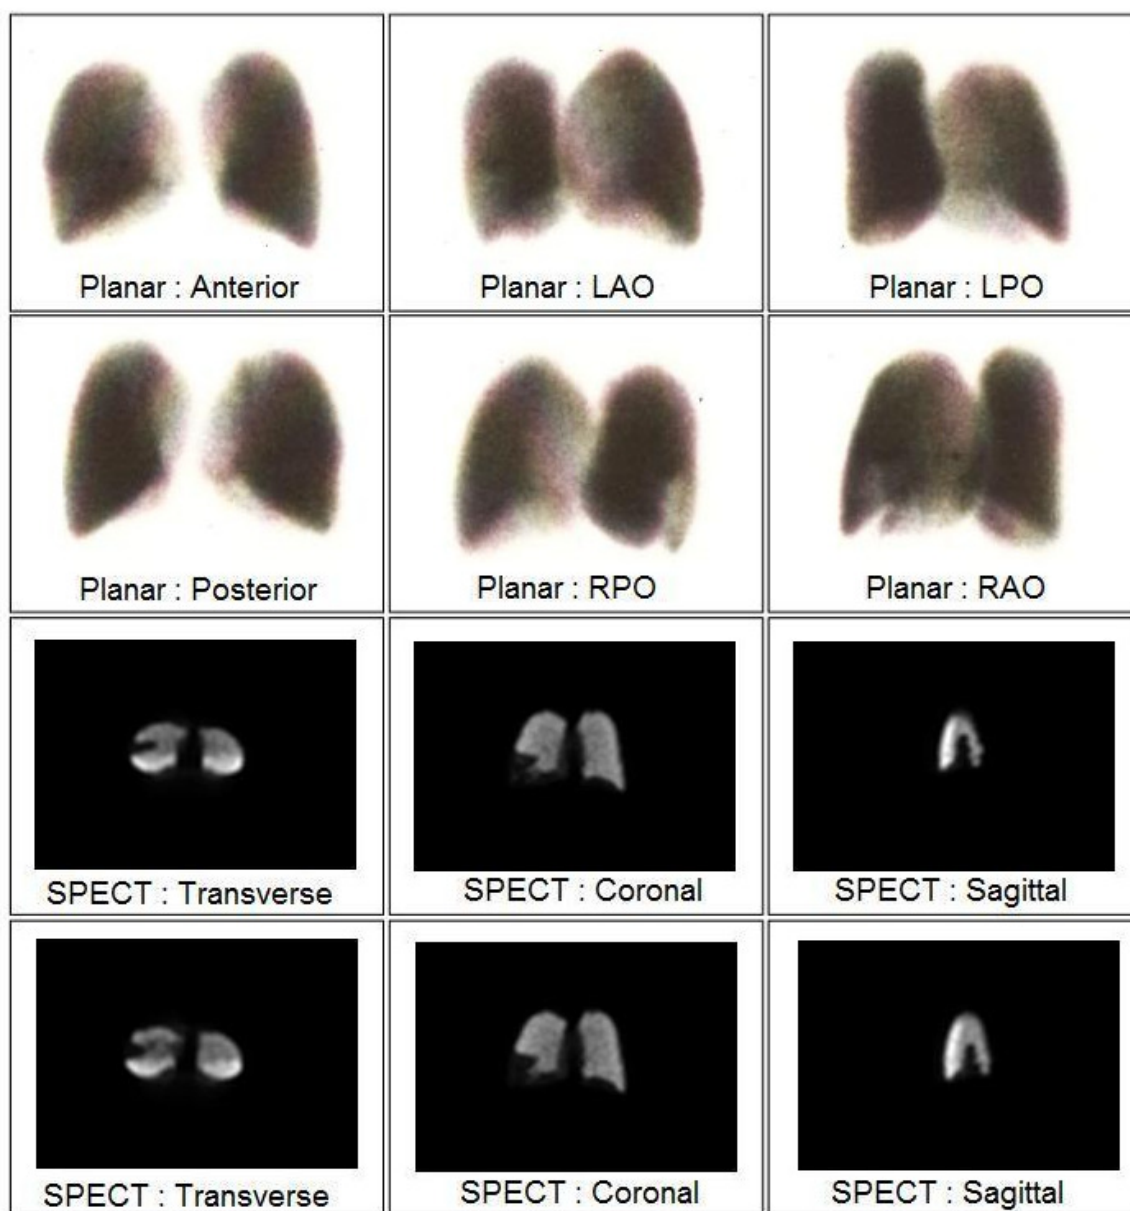 Planar : Anterior
Planar : LAO
Planar : LPO
Planar : Posterior
Planar : RPO
Planar : RAO
SPECT : Transverse
SPECT : Coronal
SPECT : Sagittal
SPECT : Transverse
SPECT : Coronal
SPECT : Sagittal